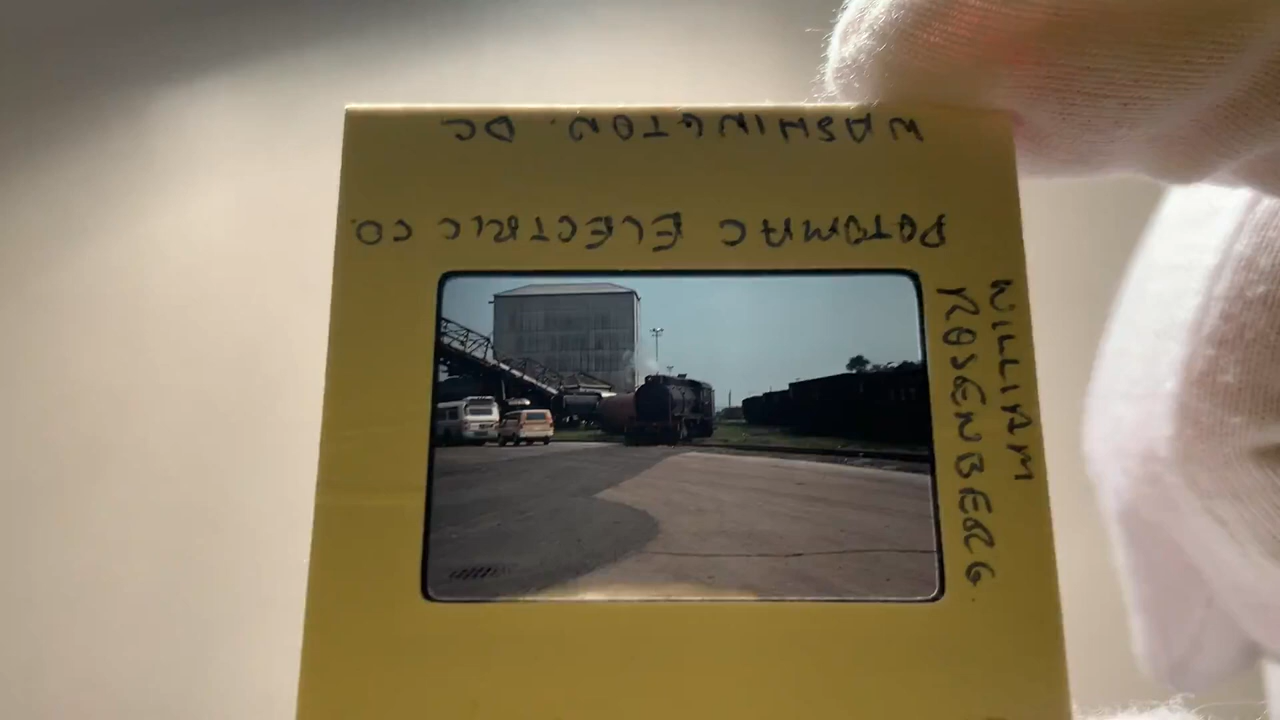 POTOMAC ELECTRIC CO.
WASHINGTON. DC
WILLIAM
ROSENBERG.